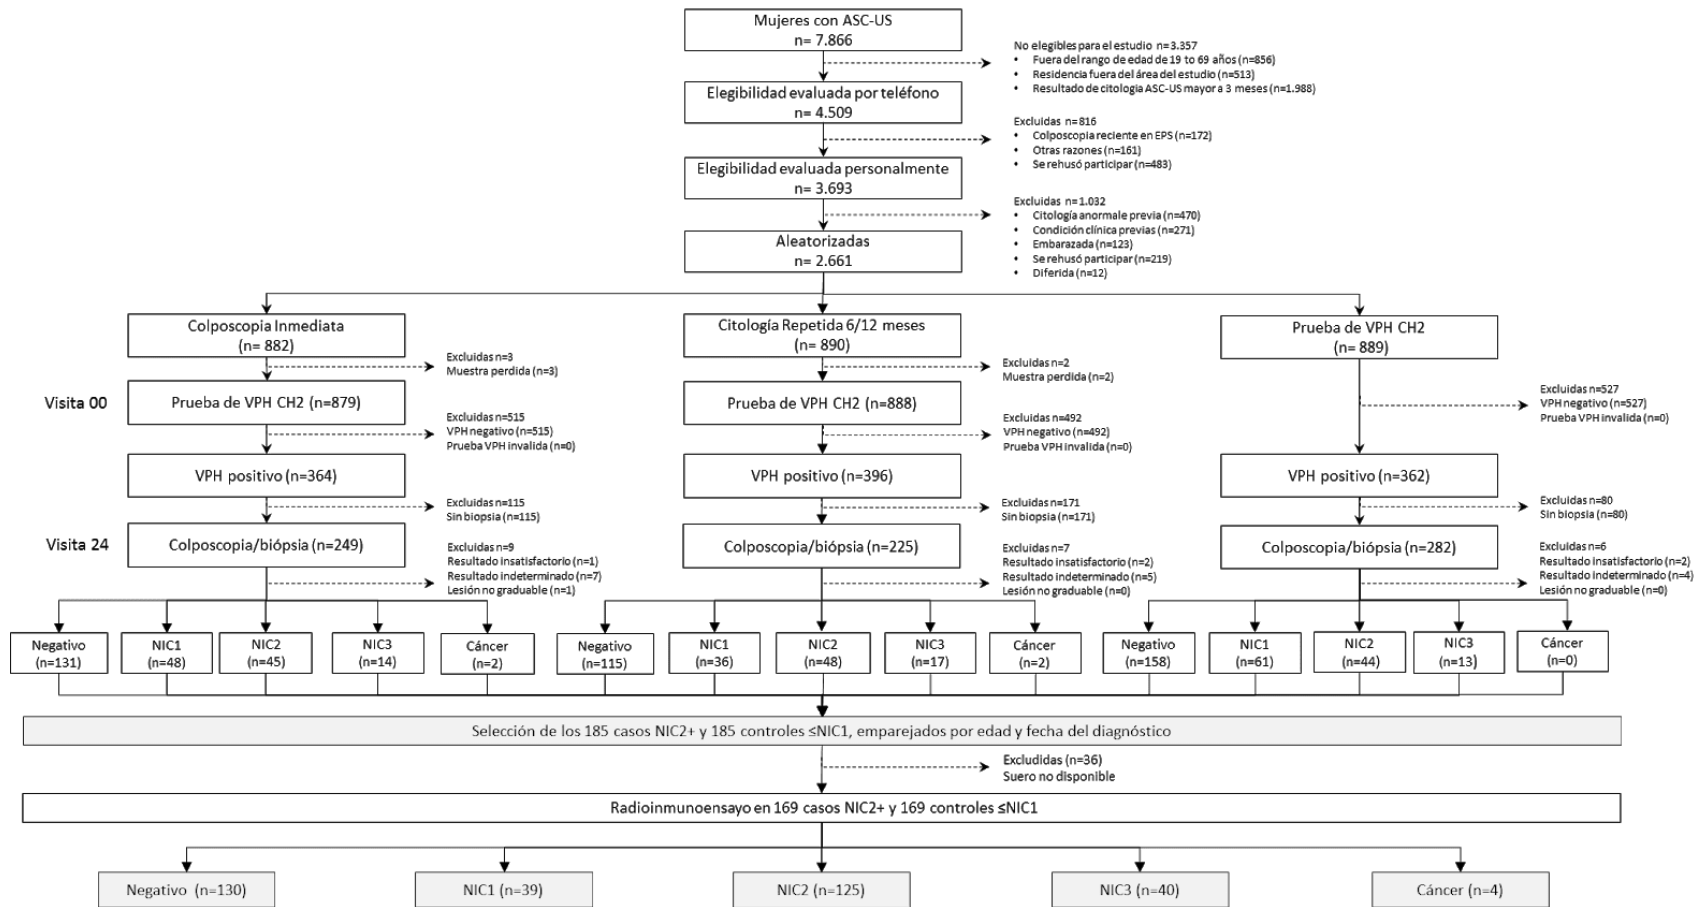 Mujeres con ASC-US
n= 7.866
No elegibles para el estudio n=3.357
• Fuera del rango de edad de 19 to 69 años (n=856)
• Residencia fuera del área del estudio (n=513)
• Resultado de citologia ASC-US mayor a 3 meses (n=1.988)
Elegibilidad evaluada por teléfono
n= 4.509
Excluidas n=816
• Colposcopia reciente en EPS (n=172)
• Otras razones (n=161)
• Se rehusó participar (n=483)
Elegibilidad evaluada personalmente
n= 3.693
Excluidas n=1.032
• Citología anormale previa (n=470)
• Condición clínica previas (n=271)
• Embarazada (n=123)
• Se rehusó participar (n=219)
• Diferida (n=12)
Aleatorizadas
n= 2.661
Colposcopia Inmediata
(n= 882)
Citología Repetida 6/12 meses
(n= 890)
Prueba de VPH CH2
(n= 889)
Excluidas n=3
Muestra perdida (n=3)
Excluidas n=2
Muestra perdida (n=2)
Visita 00
Prueba de VPH CH2 (n=879)
Prueba de VPH CH2 (n=888)
Excluidas n=527
VPH negativo (n=527)
Prueba VPH invalida (n=0)
Excluidas n=515
VPH negativo (n=515)
Prueba VPH invalida (n=0)
Excluidas n=492
VPH negativo (n=492)
Prueba VPH invalida (n=0)
VPH positivo (n=364)
VPH positivo (n=396)
VPH positivo (n=362)
Excluidas n=115
Sin biopsia (n=115)
Excluidas n=171
Sin biopsia (n=171)
Excluidas n=80
Sin biopsia (n=80)
Visita 24
Colposcopia/biópsia (n=249)
Colposcopia/biópsia (n=225)
Colposcopia/biópsia (n=282)
Excluidas n=9
Resultado insatisfactorio (n=1)
Resultado indeterminado (n=7)
Lesión no graduable (n=1)
Excluidas n=7
Resultado insatisfactorio (n=2)
Resultado indeterminado (n=5)
Lesión no graduable (n=0)
Excluidas n=6
Resultado insatisfactorio (n=2)
Resultado indeterminado (n=4)
Lesión no graduable (n=0)
Negativo
(n=131)
NIC1
(n=48)
NIC2
(n=45)
NIC3
(n=14)
Cáncer
(n=2)
Negativo
(n=115)
NIC1
(n=36)
NIC2
(n=48)
NIC3
(n=17)
Cáncer
(n=2)
Negativo
(n=158)
NIC1
(n=61)
NIC2
(n=44)
NIC3
(n=13)
Cáncer
(n=0)
Selección de los 185 casos NIC2+ y 185 controles ≤NIC1, emparejados por edad y fecha del diagnóstico
Excludidas (n=36)
Suero no disponible
Radioinmunoensayo en 169 casos NIC2+ y 169 controles ≤NIC1
Negativo (n=130)
NIC1 (n=39)
NIC2 (n=125)
NIC3 (n=40)
Cáncer (n=4)